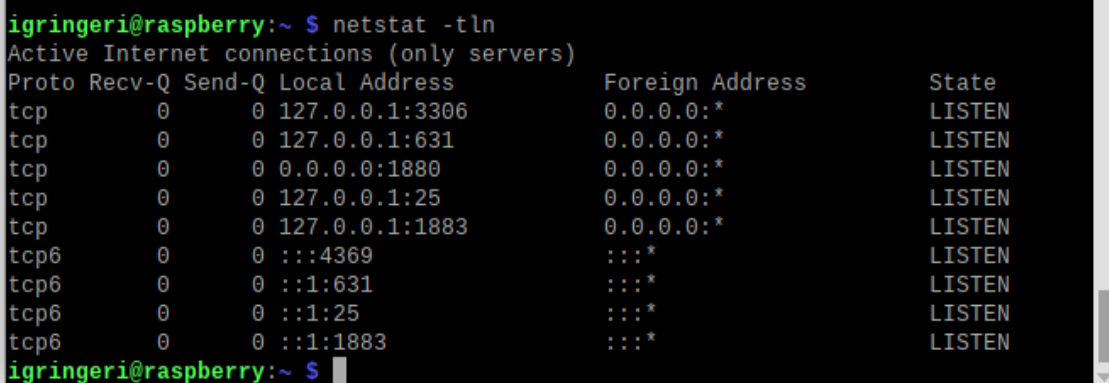 igringeri@raspberry:~ $ netstat -tln
Active Internet connections (only servers)
Proto Recv-Q Send-Q Local Address           Foreign Address         State
tcp        0      0 127.0.0.1:3306          0.0.0.0:*               LISTEN
tcp        0      0 127.0.0.1:631           0.0.0.0:*               LISTEN
tcp        0      0 0.0.0.0:1880            0.0.0.0:*               LISTEN
tcp        0      0 127.0.0.1:25            0.0.0.0:*               LISTEN
tcp        0      0 127.0.0.1:1883          0.0.0.0:*               LISTEN
tcp6       0      0 :::4369                 :::*                    LISTEN
tcp6       0      0 ::1:631                 :::*                    LISTEN
tcp6       0      0 ::1:25                  :::*                    LISTEN
tcp6       0      0 ::1:1883                :::*                    LISTEN
igringeri@raspberry:~ $